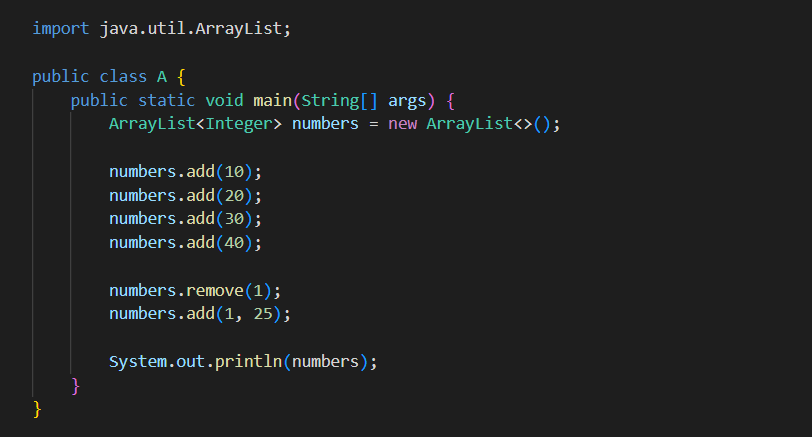 import java.util.ArrayList;
public class A {
public static void main(String[] args) {
ArrayList<Integer> numbers = new ArrayList<>();
numbers.add(10);
numbers.add(20);
numbers.add(30);
numbers.add(40);
numbers.remove(1);
numbers.add(1, 25);
System.out.println(numbers);
}
}